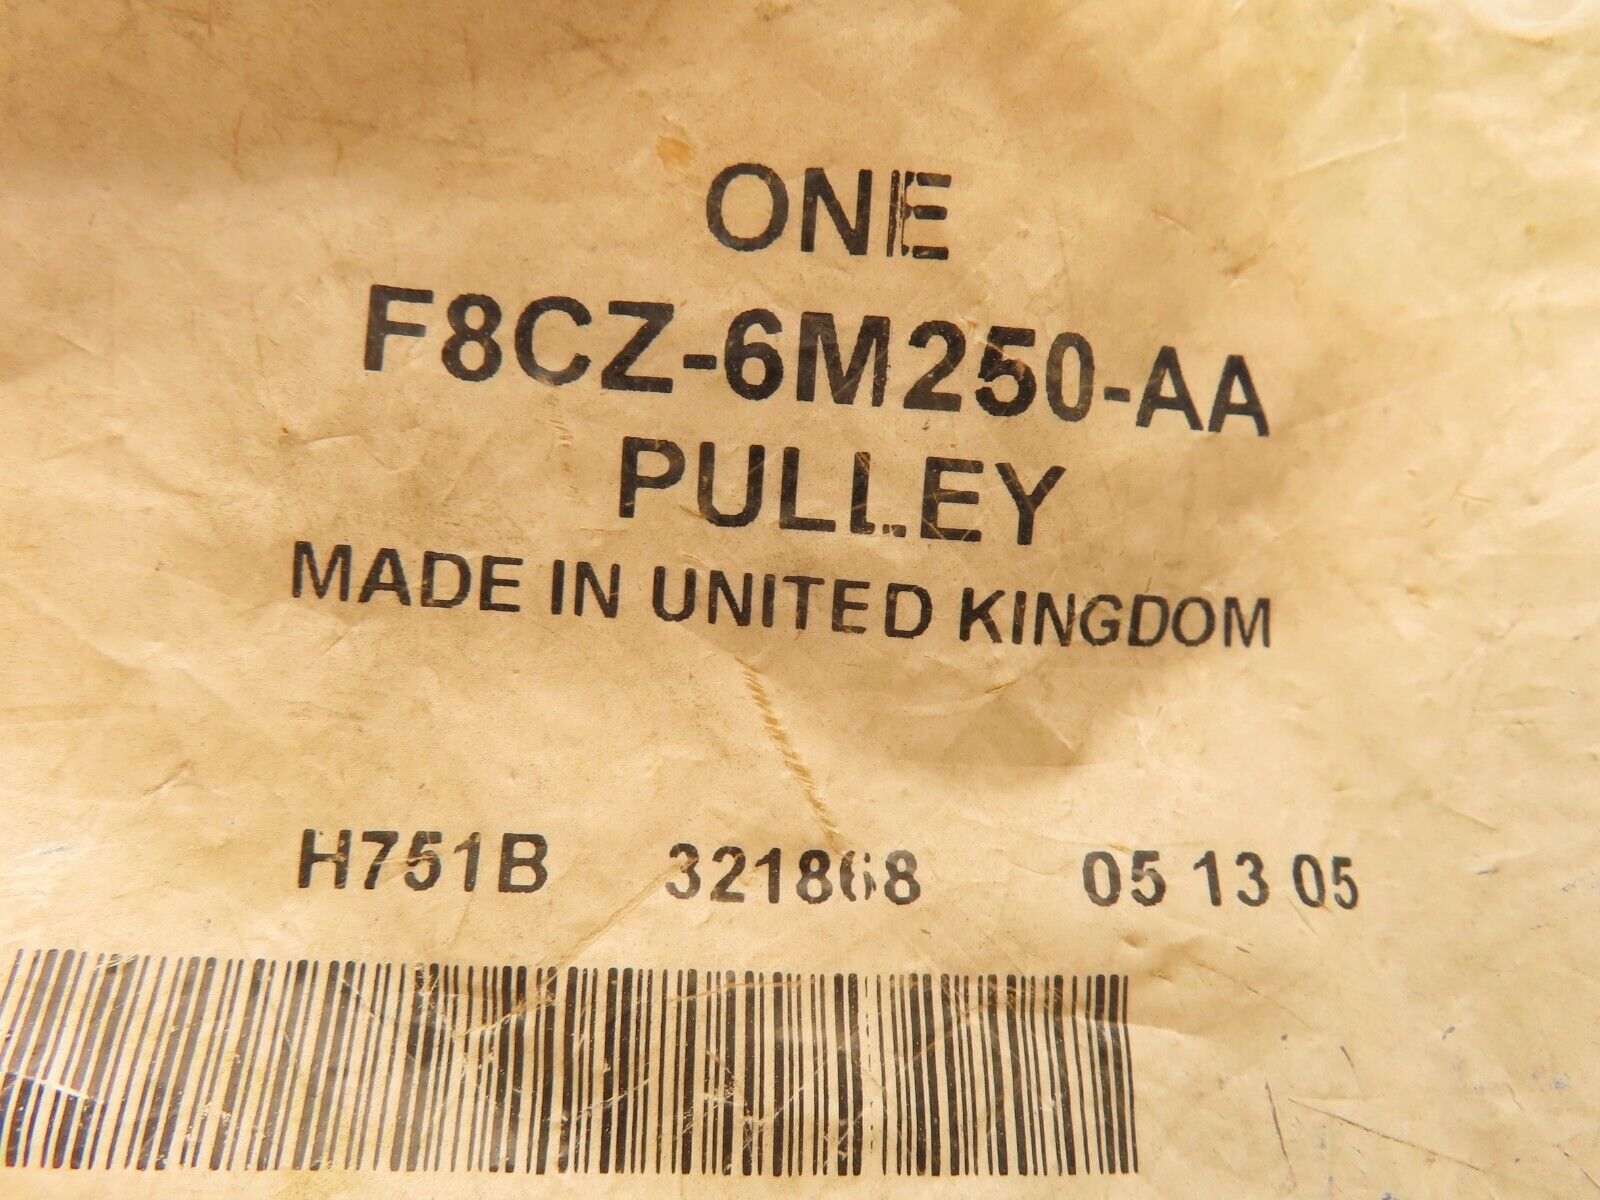 ONE
F8CZ-6M250-AA
PULLEY
MADE IN UNITED KINGDOM
H751B 321868 05 13 05